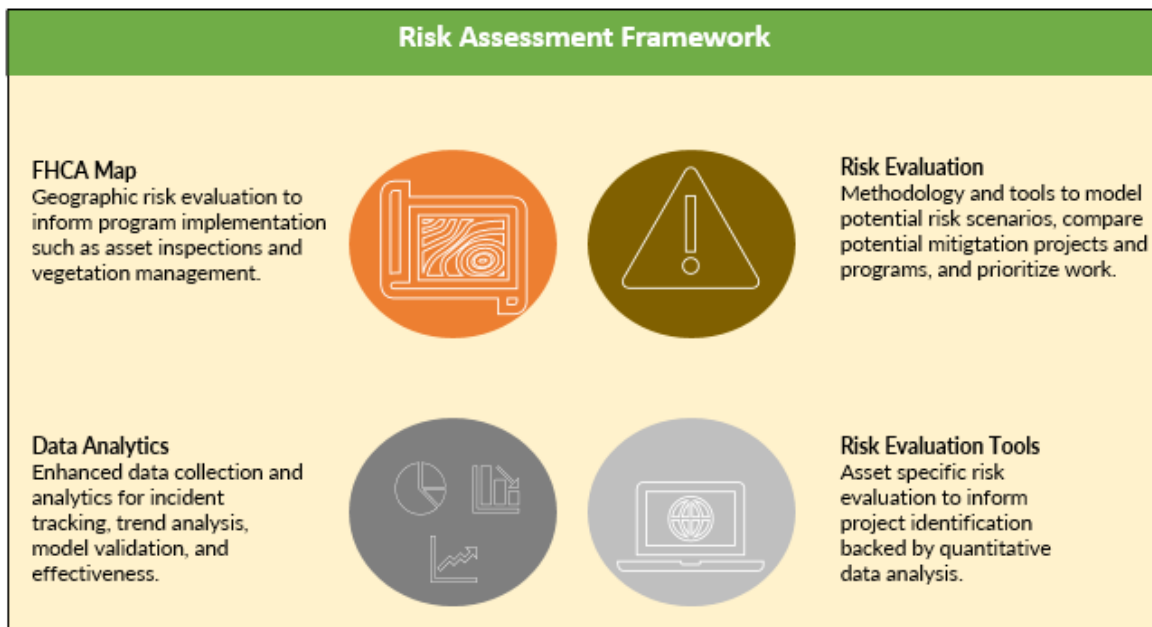 Risk Assessment Framework
FHCA Map
Geographic risk evaluation to
inform program implementation
such as asset inspections and
vegetation management.
Risk Evaluation
Methodology and tools to model
potential risk scenarios, compare
potential mitigtation projects and
programs, and prioritize work.
Data Analytics
Enhanced data collection and
analytics for incident
tracking, trend analysis,
model validation, and
effectiveness.
Risk Evaluation Tools
Asset specific risk
evaluation to inform
project identification
backed by quantitative
data analysis.